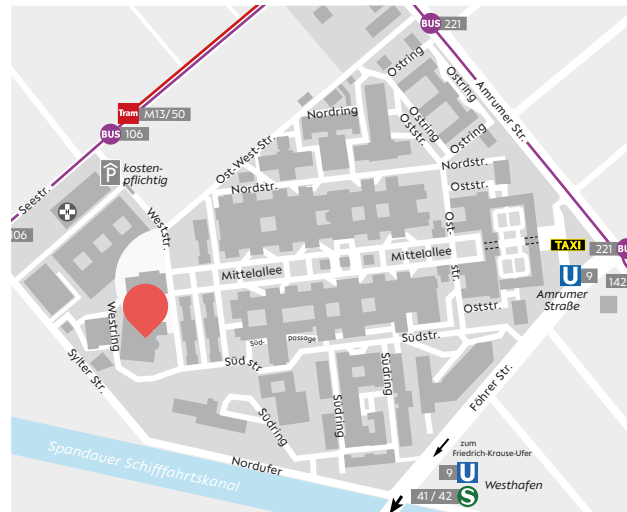 BUS 221
Tram M13/50
BUS 106
P kosten-
pflichtig
Seestr.
H
106
Weststr.
Ost-West-Str.
Nordring
Nordstr.
Oststr.
Ostring
Ostring
Ostring
Ostring
Amrumer Str.
Nordstr.
Oststr.
Ost-
str.
Mittelallee
Mittelallee
TAXI
221 BUS
142
U 9
Amrumer
Straße
Oststr.
Westring
Sylter Str.
Süd-
passage
Südstr.
Südstr.
Südring
Südring
Südring
Föhrer Str.
Nordufer
Spandauer Schifffahrtskanal
zum
Friedrich-Krause-Ufer
9 U
41 / 42 S
Westhafen